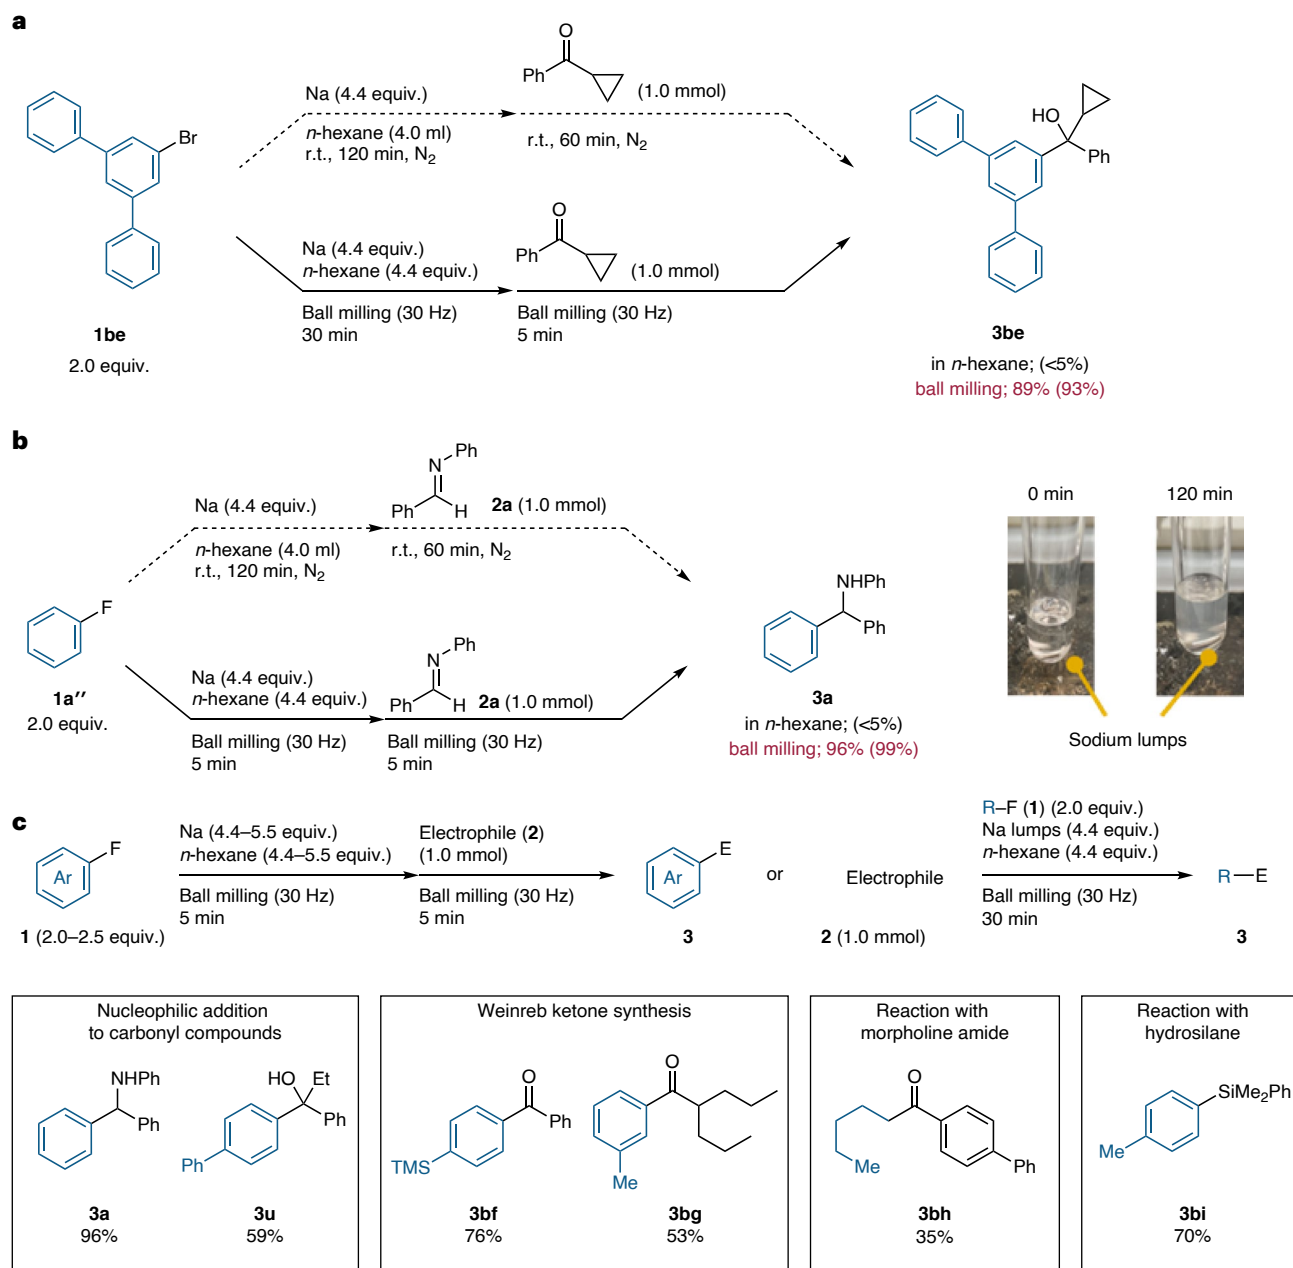 a
Br
1be
2.0 equiv.
Na (4.4 equiv.)
n-hexane (4.0 ml)
r.t., 120 min, N2
O
Ph
(1.0 mmol)
r.t., 60 min, N2
Na (4.4 equiv.)
n-hexane (4.4 equiv.)
Ball milling (30 Hz)
30 min
O
Ph
(1.0 mmol)
Ball milling (30 Hz)
5 min
HO
Ph
3be
in n-hexane; (<5%)
ball milling; 89% (93%)
b
F
1a′′
2.0 equiv.
Na (4.4 equiv.)
n-hexane (4.0 ml)
r.t., 120 min, N2
Ph
N
Ph
H
2a (1.0 mmol)
r.t., 60 min, N2
Na (4.4 equiv.)
n-hexane (4.4 equiv.)
Ball milling (30 Hz)
5 min
Ph
N
Ph
H
2a (1.0 mmol)
Ball milling (30 Hz)
5 min
NHPh
Ph
3a
in n-hexane; (<5%)
ball milling; 96% (99%)
0 min
120 min
Sodium lumps
c
F
Ar
1 (2.0–2.5 equiv.)
Na (4.4–5.5 equiv.)
n-hexane (4.4–5.5 equiv.)
Ball milling (30 Hz)
5 min
Electrophile (2)
(1.0 mmol)
Ball milling (30 Hz)
5 min
E
Ar
3
or
Electrophile
2 (1.0 mmol)
R–F (1) (2.0 equiv.)
Na lumps (4.4 equiv.)
n-hexane (4.4 equiv.)
Ball milling (30 Hz)
30 min
R—E
3
Nucleophilic addition
to carbonyl compounds
NHPh
Ph
3a
96%
HO
Et
Ph
Ph
3u
59%
Weinreb ketone synthesis
O
Ph
TMS
3bf
76%
O
Me
3bg
53%
Reaction with
morpholine amide
O
Me
Ph
3bh
35%
Reaction with
hydrosilane
SiMe2Ph
Me
3bi
70%